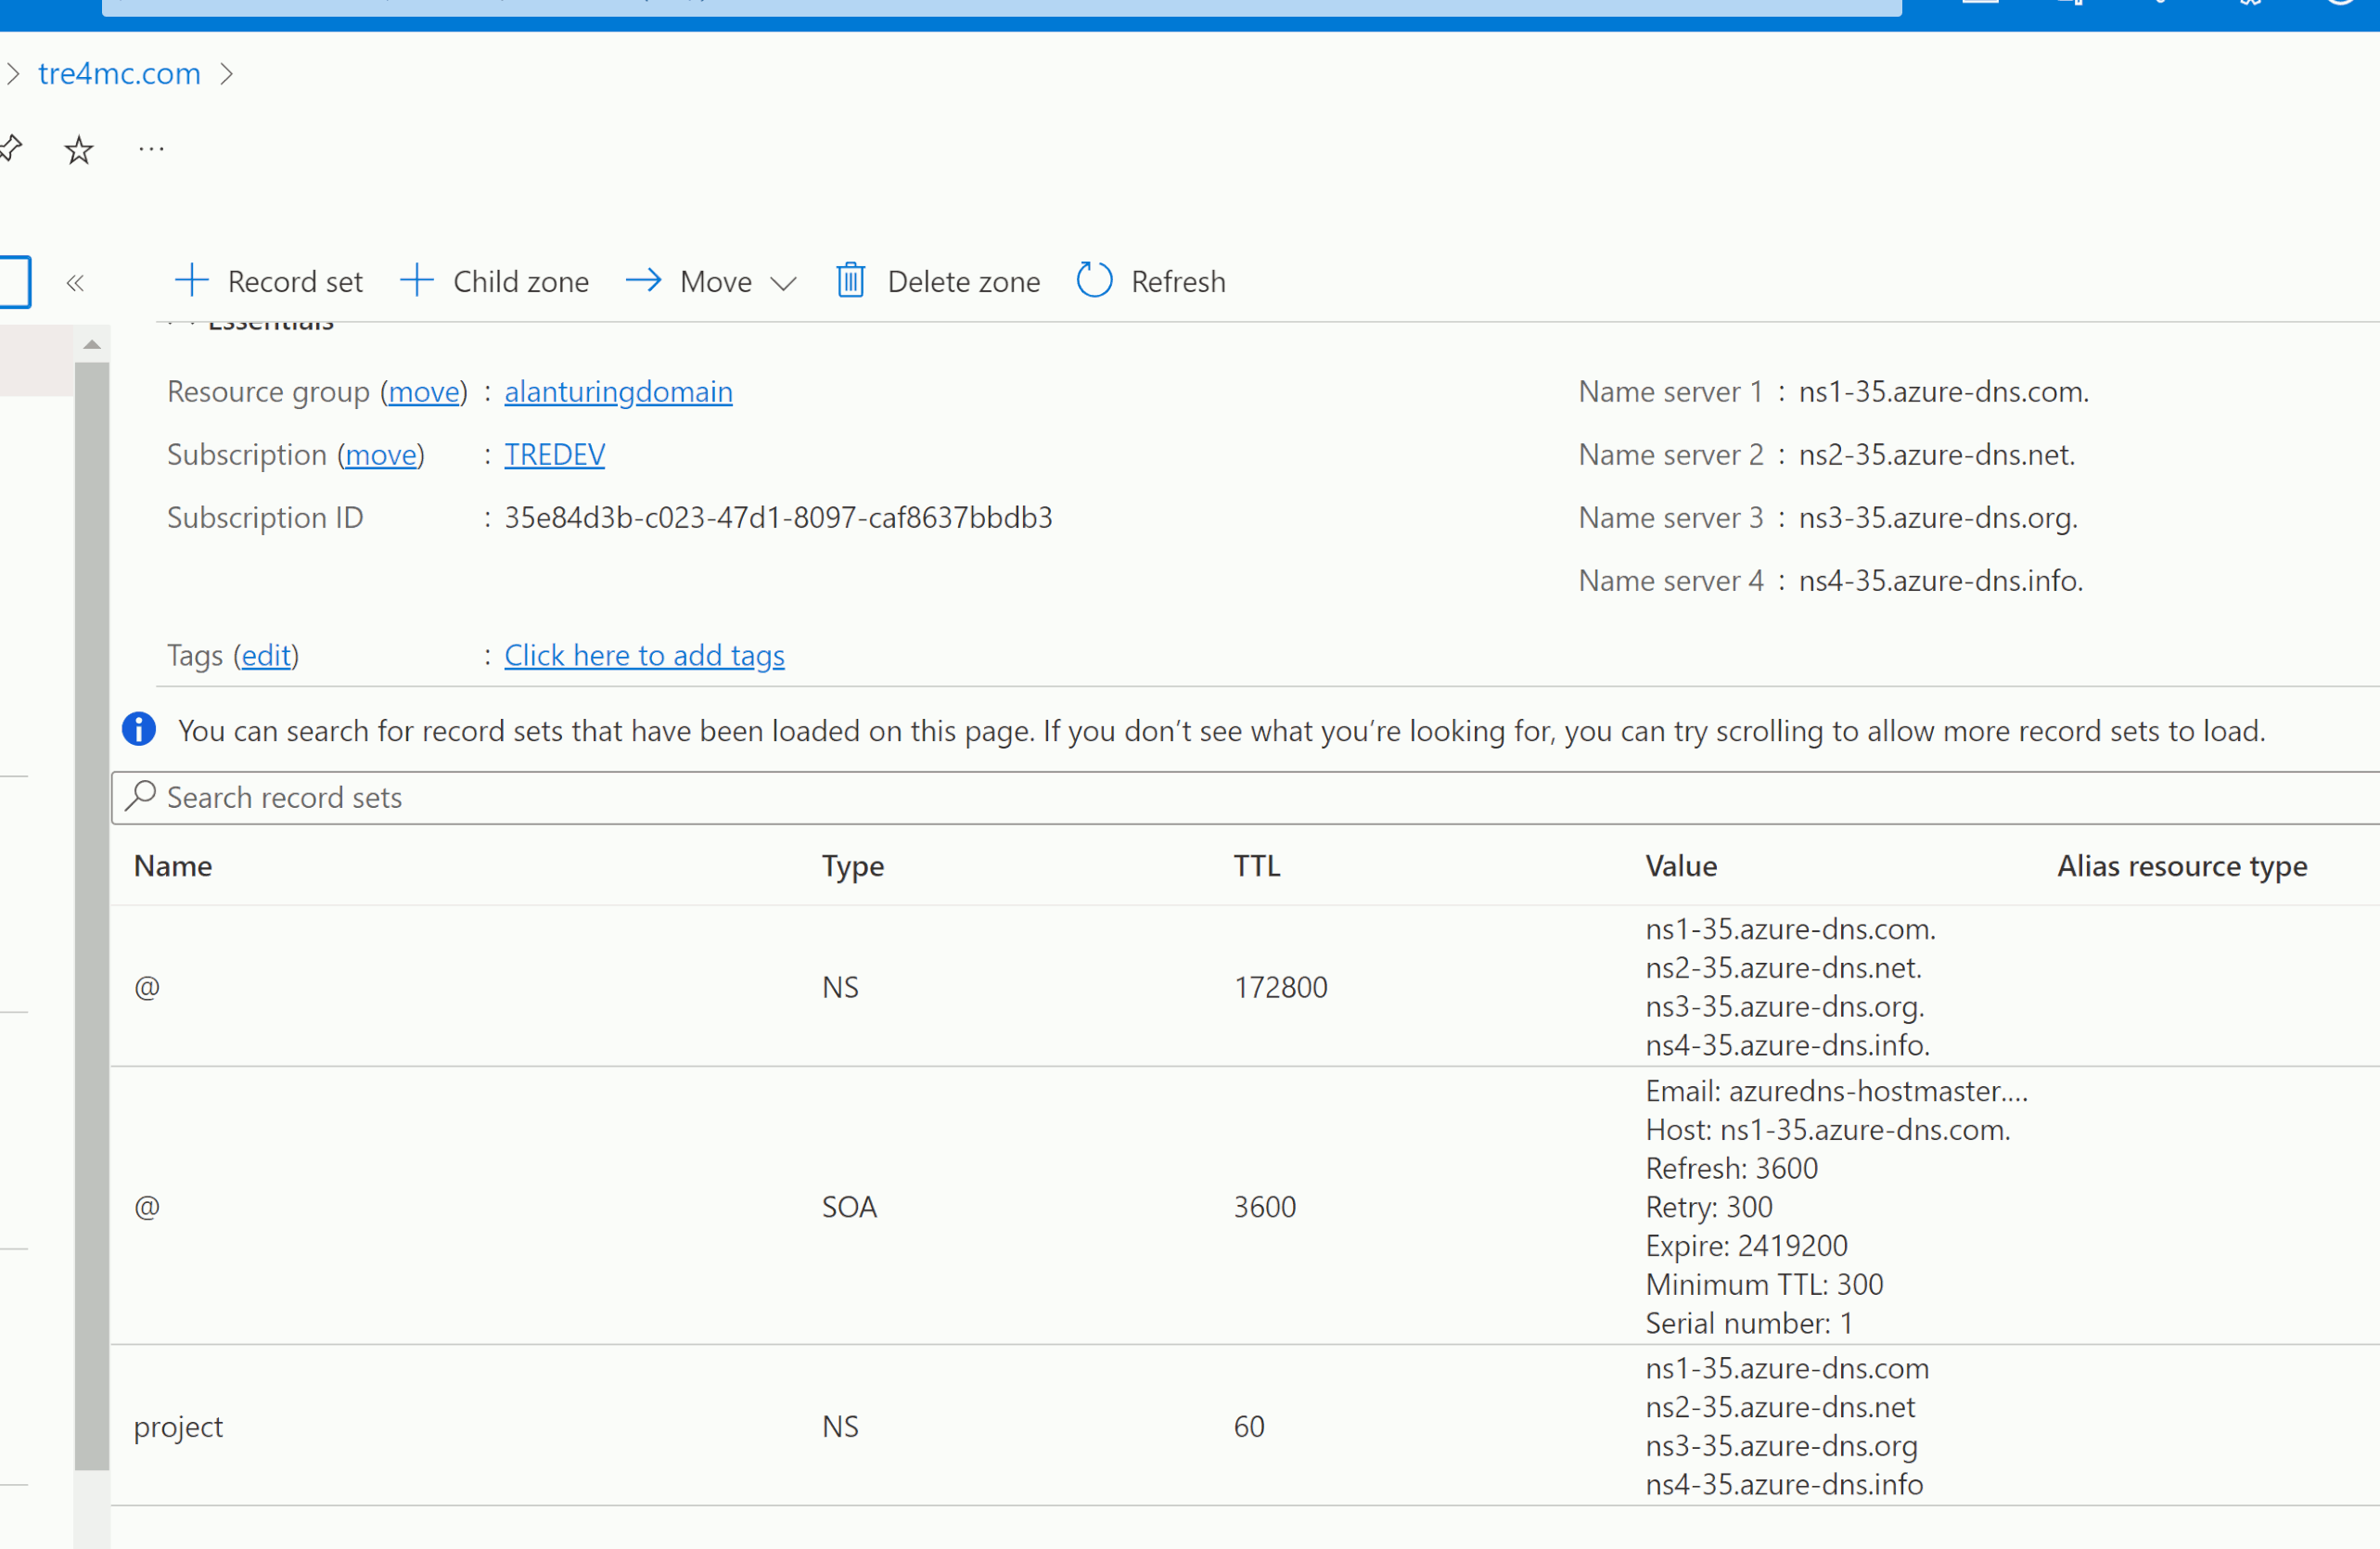 tre4mc.com
Record set Child zone Move Delete zone Refresh
Essentials
Resource group (move) : alanturingdomain
Subscription (move) : TREDEV
Subscription ID : 35e84d3b-c023-47d1-8097-caf8637bbdb3
Tags (edit) : Click here to add tags
Name server 1 : ns1-35.azure-dns.com.
Name server 2 : ns2-35.azure-dns.net.
Name server 3 : ns3-35.azure-dns.org.
Name server 4 : ns4-35.azure-dns.info.
You can search for record sets that have been loaded on this page. If you don’t see what you’re looking for, you can try scrolling to allow more record sets to load.
Search record sets
Name Type TTL Value Alias resource type
@ NS 172800
ns1-35.azure-dns.com.
ns2-35.azure-dns.net.
ns3-35.azure-dns.org.
ns4-35.azure-dns.info.
@ SOA 3600
Email: azuredns-hostmaster....
Host: ns1-35.azure-dns.com.
Refresh: 3600
Retry: 300
Expire: 2419200
Minimum TTL: 300
Serial number: 1
project NS 60
ns1-35.azure-dns.com
ns2-35.azure-dns.net
ns3-35.azure-dns.org
ns4-35.azure-dns.info